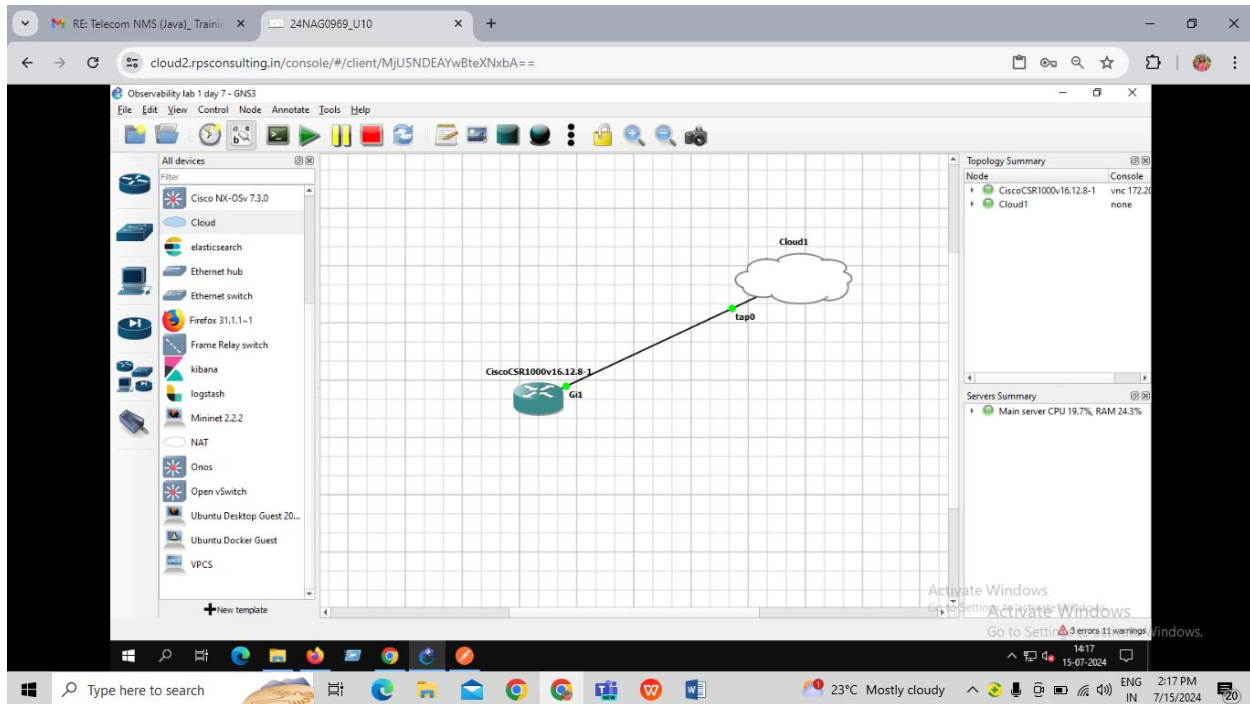 RE: Telecom NMS (Java)_ Trainin
24NAG0969_U10
cloud2.rpsconsulting.in/console/#/client/MjU5NDEAYwBteXNxbA==
Observability lab 1 day 7 - GNS3
File Edit View Control Node Annotate Tools Help
All devices
Filter
Cisco NX-OSv 7.3.0
Cloud
elasticsearch
Ethernet hub
Ethernet switch
Firefox 31.1.1~1
Frame Relay switch
kibana
logstash
Mininet 2.2.2
NAT
Onos
Open vSwitch
Ubuntu Desktop Guest 20...
Ubuntu Docker Guest
VPCS
New template
Cloud1
tap0
CiscoCSR1000v16.12.8-1
Gi1
Topology Summary
Node Console
CiscoCSR1000v16.12.8-1 vnc 172.20
Cloud1 none
Servers Summary
Main server CPU 19.7%, RAM 24.3%
Activate Windows
Activate Windows
Go to Settin
3 errors 11 warnings
Windows.
14:17
15-07-2024
Type here to search
NEW
23°C Mostly cloudy
ENG
IN
2:17 PM
7/15/2024
20